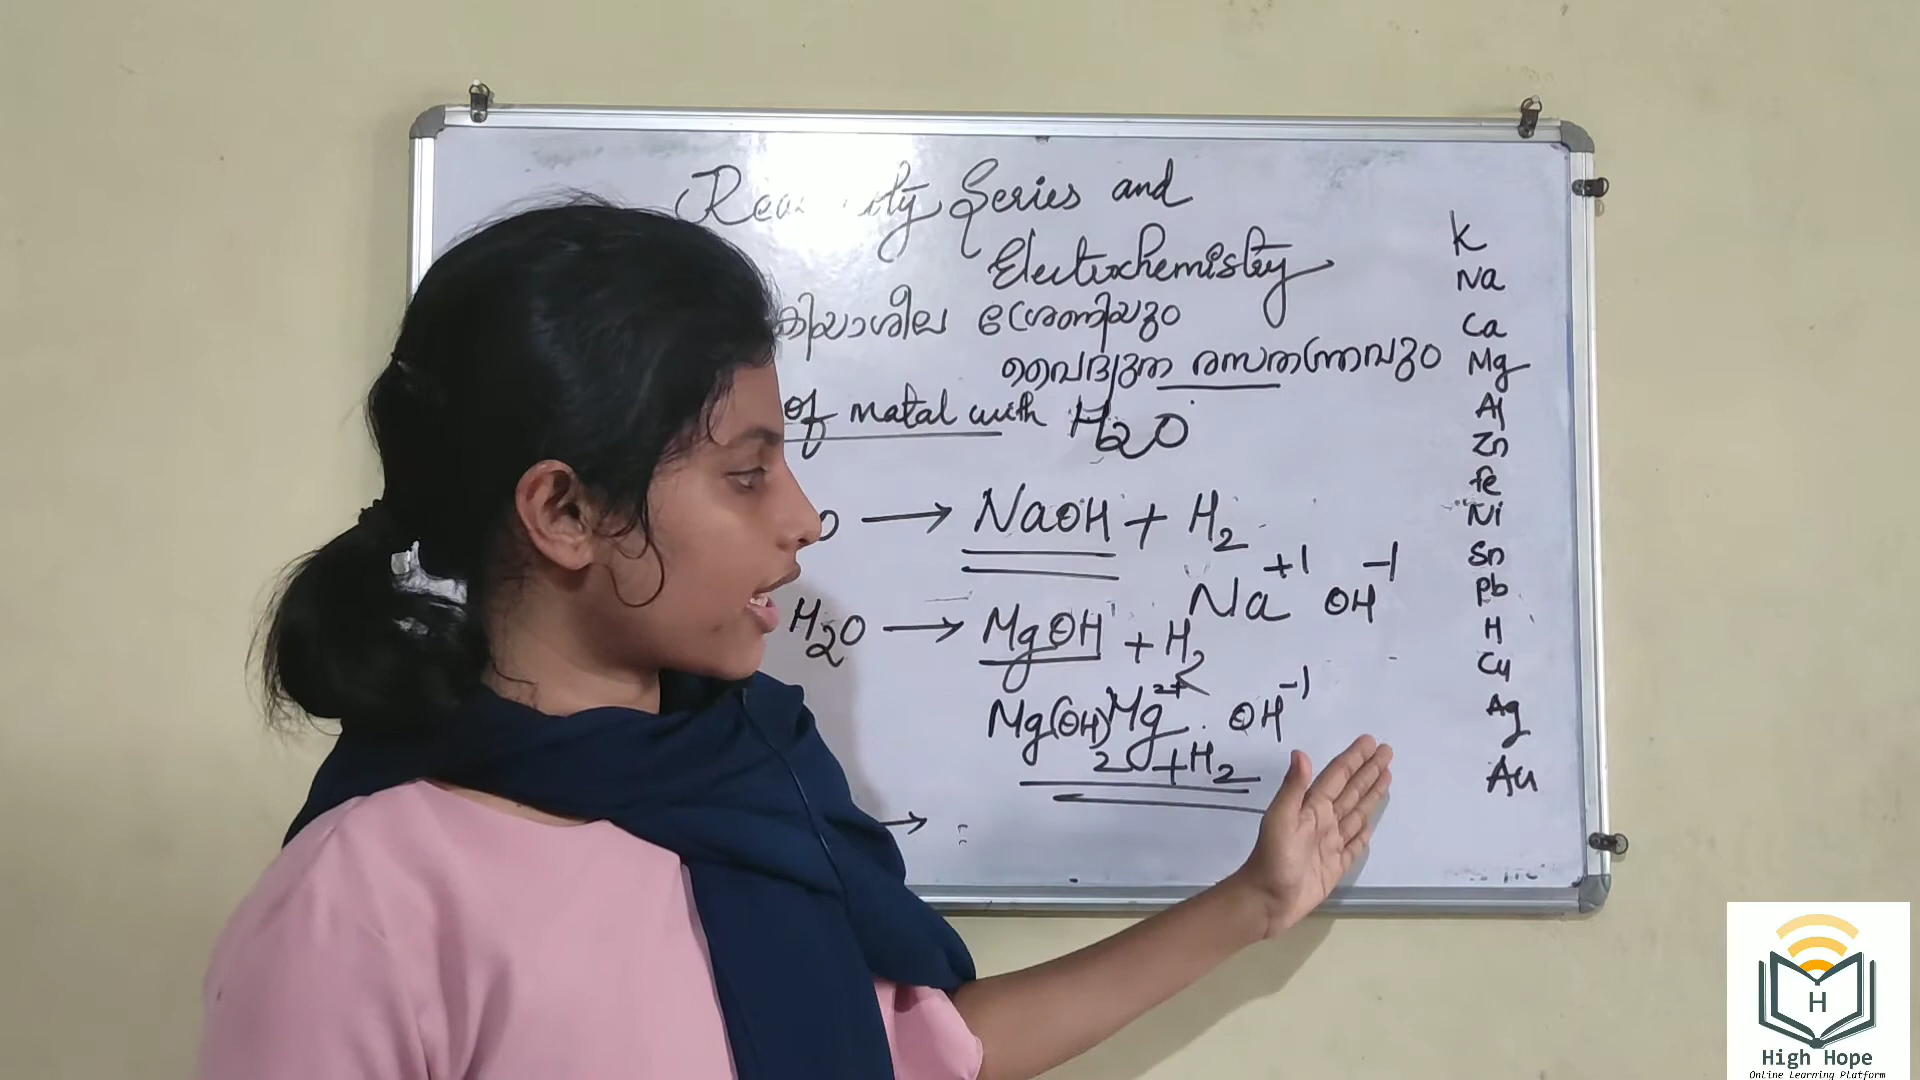 Series and
Electrochemistry
ക്രിയാശീല ശ്രേണിയും
വൈദ്യുത രസതന്ത്രവും
of matal with H2O
→ NaOH + H2
Na+1 OH-1
H2O → MgOH + H2
Mg2+ OH-1
Mg(OH)2 + H2
→
K
Na
Ca
Mg
Al
Zn
Fe
Ni
Sn
Pb
H
Cu
Ag
Au
H
High Hope
Online Learning Platform